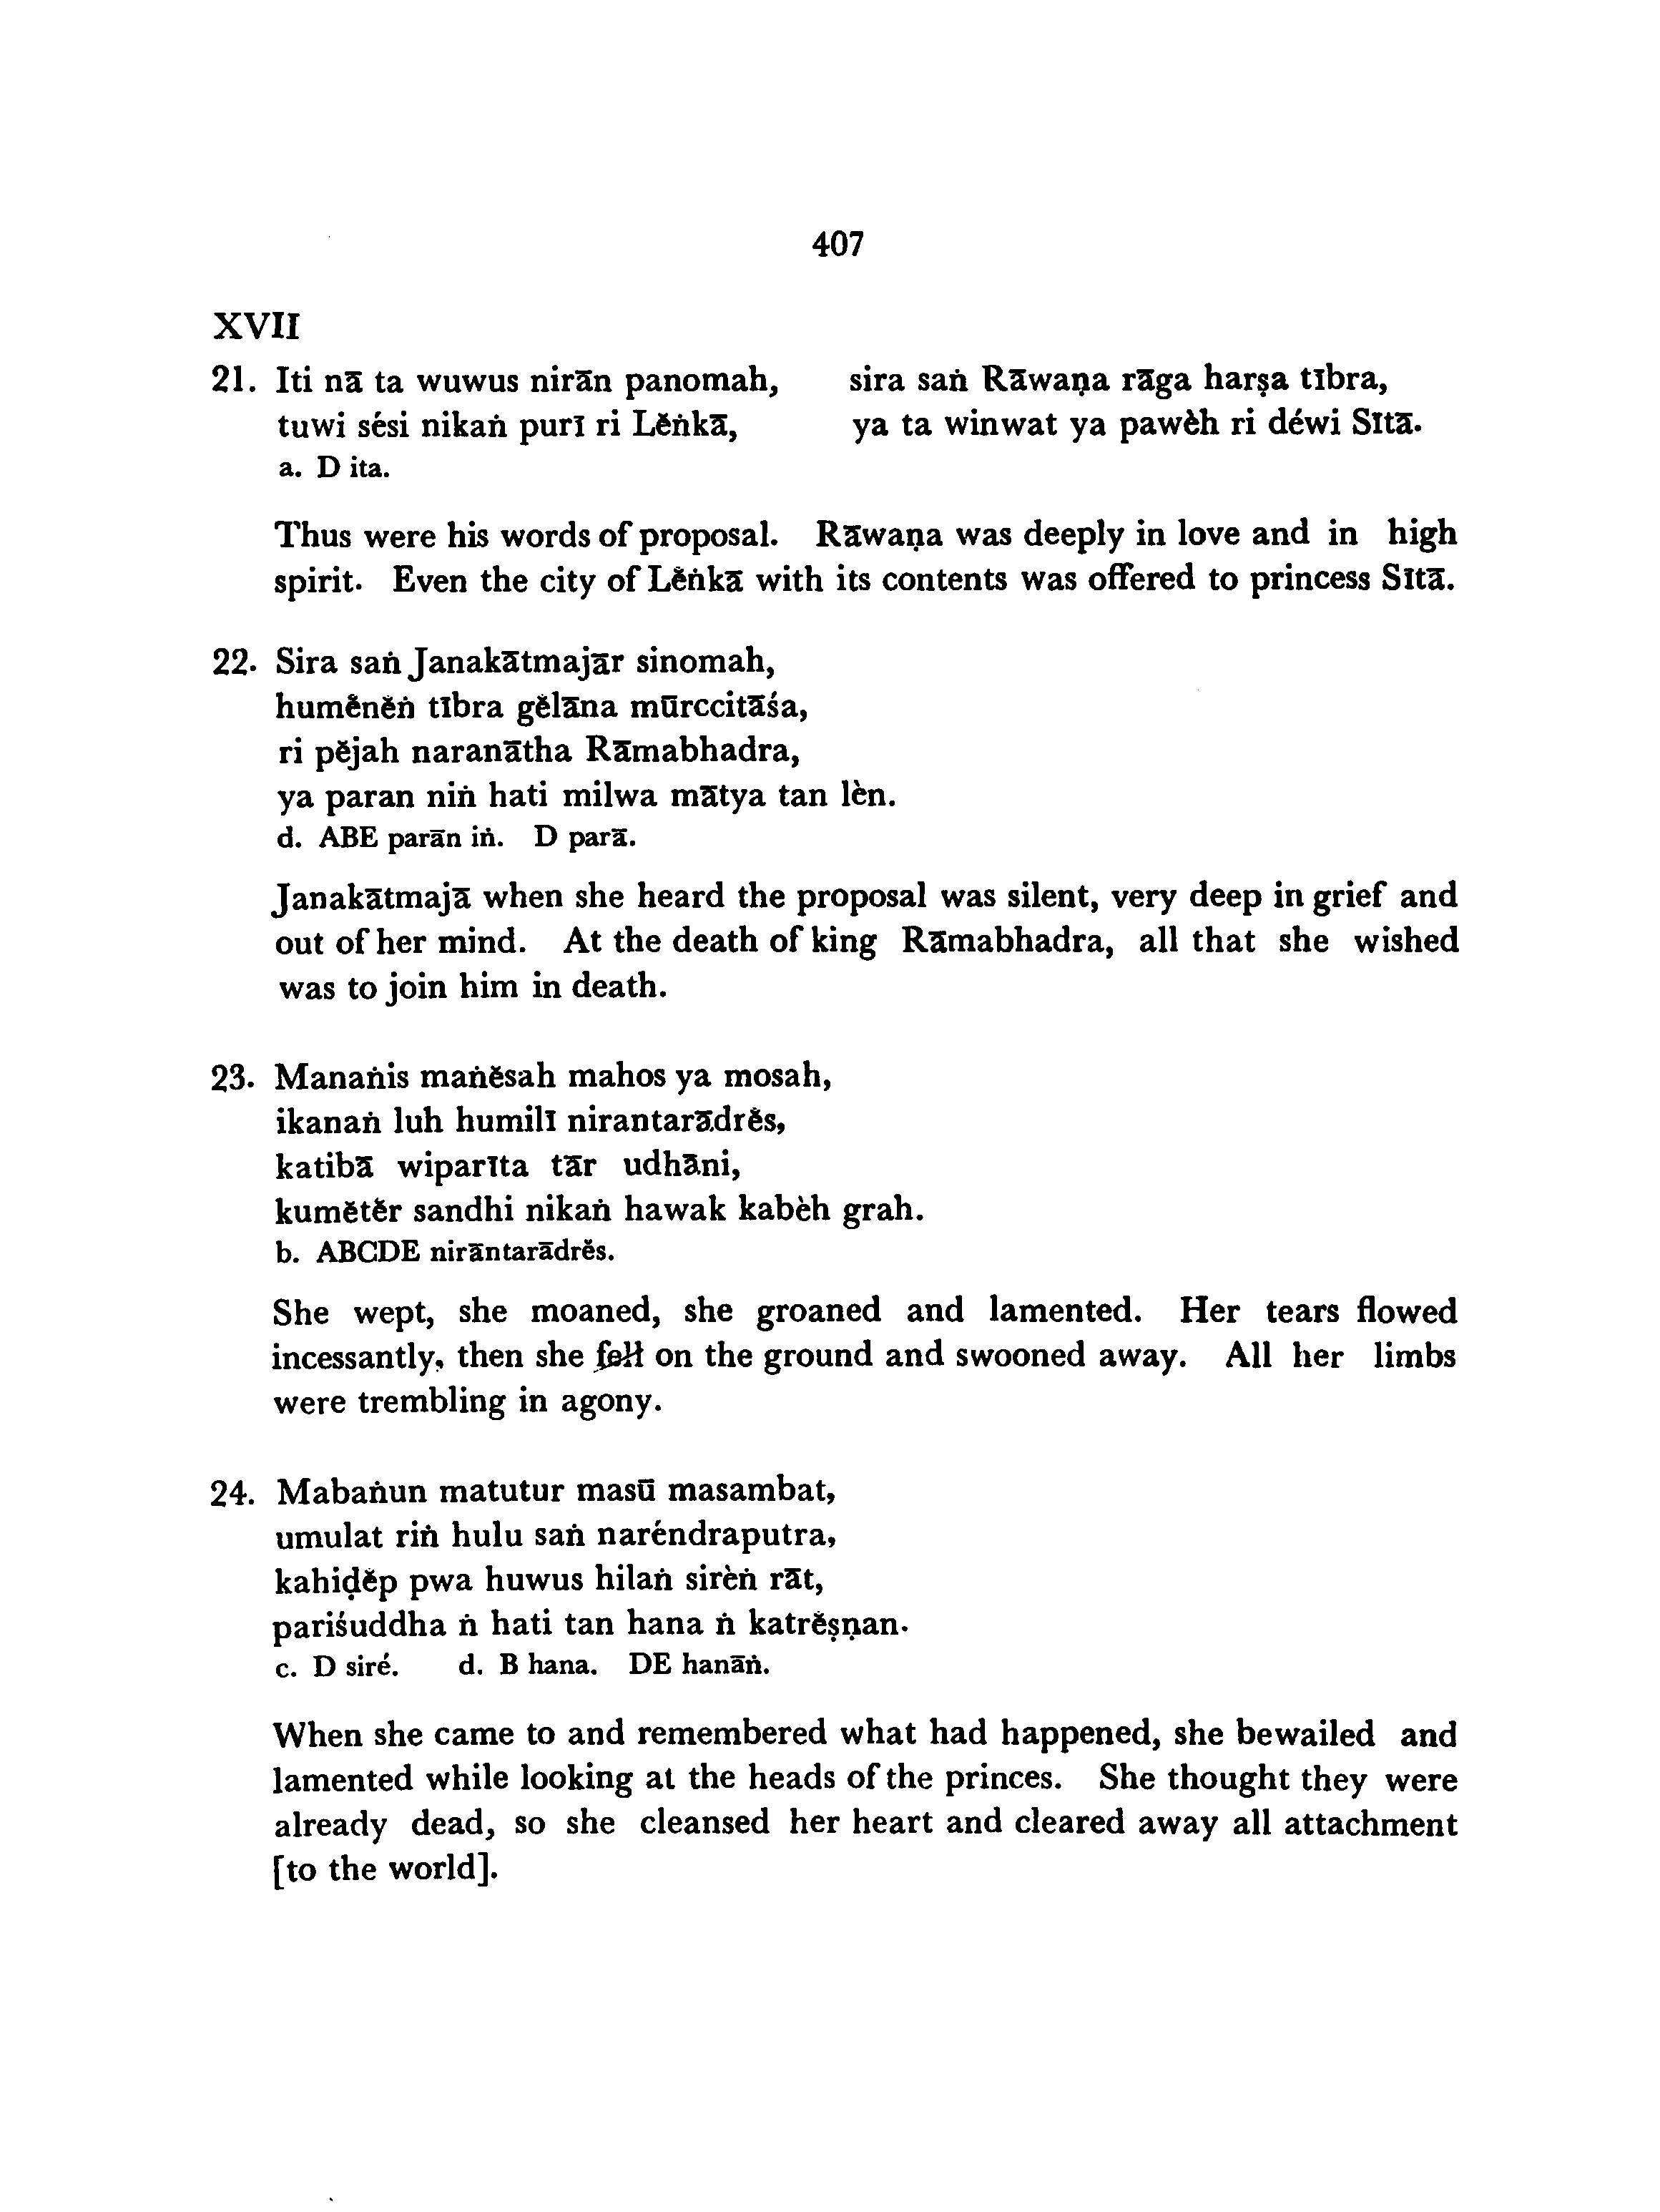 407
XVII
21. Iti nā ta wuwus nirān panomah, sira saṅ Rāwaṇa rāga harṣa tībra,
tuwi sési nikaṅ purī ri Lĕṅkā, ya ta winwat ya pawèh ri déwi Sītā.
a. D ita.
Thus were his words of proposal. Rāwaṇa was deeply in love and in high
spirit. Even the city of Lĕṅkā with its contents was offered to princess Sītā.
22. Sira saṅ Janakātmajār sinomah,
humĕnĕṅ tībra gĕlāna mūrccitāśa,
ri pĕjah naranātha Rāmabhadra,
ya paran niṅ hati milwa mātya tan lèn.
d. ABE parān iṅ. D parā.
Janakātmajā when she heard the proposal was silent, very deep in grief and
out of her mind. At the death of king Rāmabhadra, all that she wished
was to join him in death.
23. Manaṅis maṅĕsah mahos ya mosah,
ikanaṅ luh humilī nirantarādrĕs,
katibā wiparīta tār udhāni,
kumĕtĕr sandhi nikaṅ hawak kabèh grah.
b. ABCDE nirāntarādrĕs.
She wept, she moaned, she groaned and lamented. Her tears flowed
incessantly, then she fell on the ground and swooned away. All her limbs
were trembling in agony.
24. Mabaṅun matutur masū masambat,
umulat riṅ hulu saṅ naréndraputra,
kahiḍĕp pwa huwus hilaṅ sirèṅ rāt,
pariśuddha ṅ hati tan hana ṅ katrĕṣṇan.
c. D siré. d. B hana. DE hanāṅ.
When she came to and remembered what had happened, she bewailed and
lamented while looking at the heads of the princes. She thought they were
already dead, so she cleansed her heart and cleared away all attachment
[to the world].